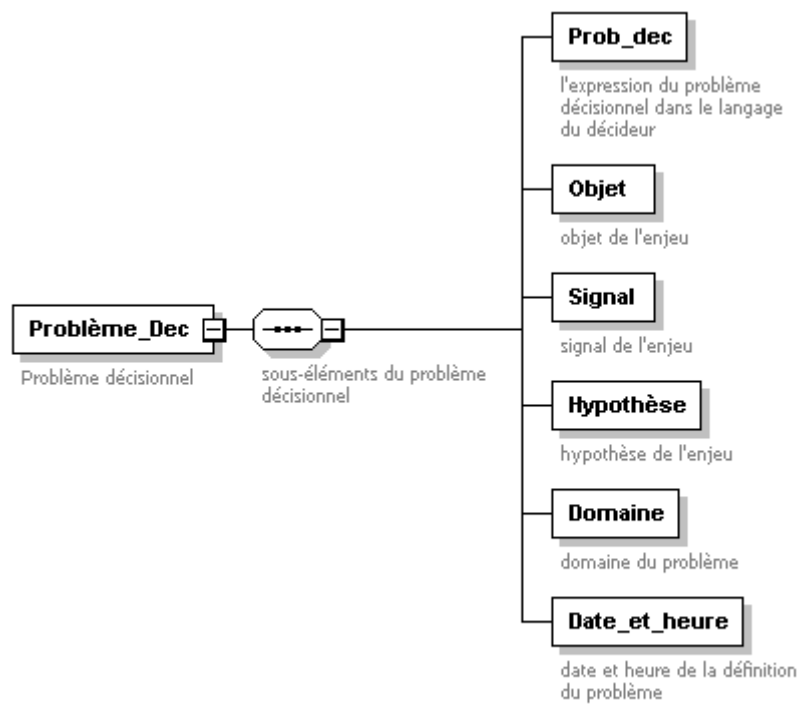 Prob_dec
l'expression du problème
décisionnel dans le langage
du décideur
Objet
objet de l'enjeu
Signal
signal de l'enjeu
Problème_Dec
Problème décisionnel
sous-éléments du problème
décisionnel
Hypothèse
hypothèse de l'enjeu
Domaine
domaine du problème
Date_et_heure
date et heure de la définition
du problème